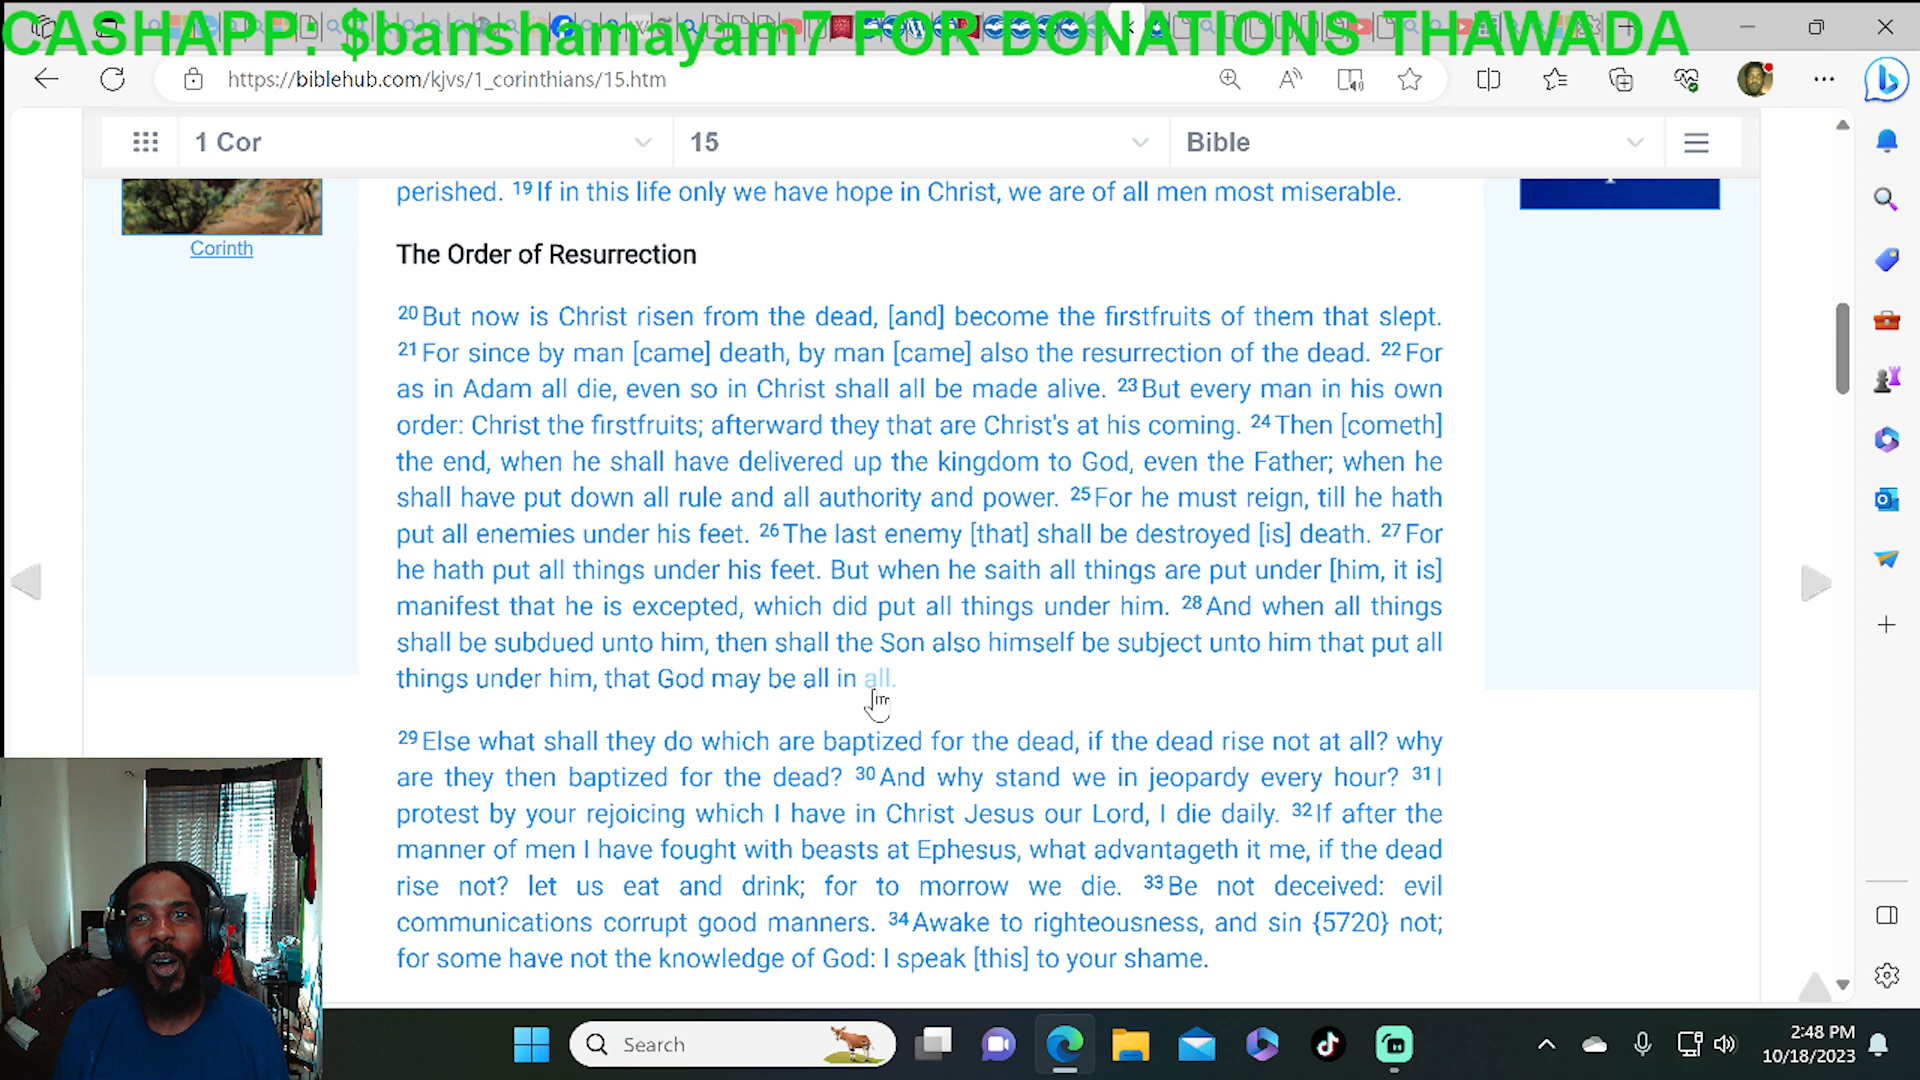 CASHAPP: $banshamayam7 FOR DONATIONS THAWADA
https://biblehub.com/kjvs/1_corinthians/15.htm
1 Cor
15
Bible
perished. 19 If in this life only we have hope in Christ, we are of all men most miserable.
Corinth
The Order of Resurrection
20 But now is Christ risen from the dead, [and] become the firstfruits of them that slept.
21 For since by man [came] death, by man [came] also the resurrection of the dead. 22 For
as in Adam all die, even so in Christ shall all be made alive. 23 But every man in his own
order: Christ the firstfruits; afterward they that are Christ's at his coming. 24 Then [cometh]
the end, when he shall have delivered up the kingdom to God, even the Father; when he
shall have put down all rule and all authority and power. 25 For he must reign, till he hath
put all enemies under his feet. 26 The last enemy [that] shall be destroyed [is] death. 27 For
he hath put all things under his feet. But when he saith all things are put under [him, it is]
manifest that he is excepted, which did put all things under him. 28 And when all things
shall be subdued unto him, then shall the Son also himself be subject unto him that put all
things under him, that God may be all in all.
29 Else what shall they do which are baptized for the dead, if the dead rise not at all? why
are they then baptized for the dead? 30 And why stand we in jeopardy every hour? 31 I
protest by your rejoicing which I have in Christ Jesus our Lord, I die daily. 32 If after the
manner of men I have fought with beasts at Ephesus, what advantageth it me, if the dead
rise not? let us eat and drink; for to morrow we die. 33 Be not deceived: evil
communications corrupt good manners. 34 Awake to righteousness, and sin {5720} not;
for some have not the knowledge of God: I speak [this] to your shame.
Search
2:48 PM
10/18/2023